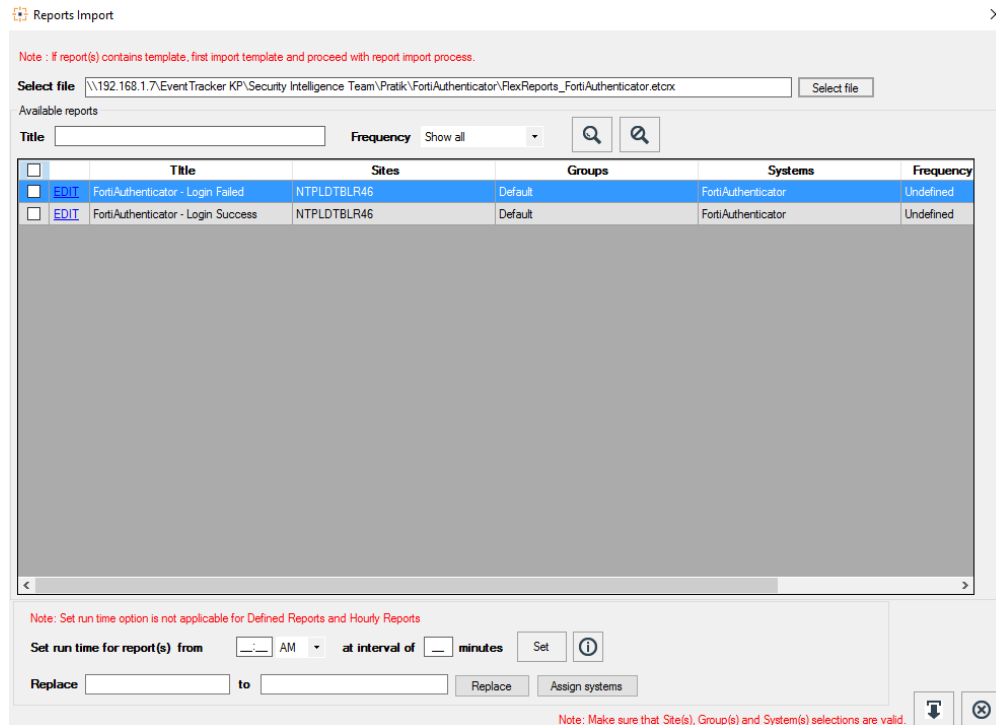 Reports Import
Note : If report(s) contains template, first import template and proceed with report import process.
Select file \\192.168.1.7\EventTracker KP\Security Intelligence Team\Pratik\FortiAuthenticator\FlexReports_FortiAuthenticator.etcrx Select file
Available reports
Title Frequency Show all
Title Sites Groups Systems Frequency
EDIT FortiAuthenticator - Login Failed NTPLDTBLR46 Default FortiAuthenticator Undefined
EDIT FortiAuthenticator - Login Success NTPLDTBLR46 Default FortiAuthenticator Undefined
Note: Set run time option is not applicable for Defined Reports and Hourly Reports
Set run time for report(s) from __:__ AM at interval of __ minutes Set
Replace to Replace Assign systems
Note: Make sure that Site(s), Group(s) and System(s) selections are valid.